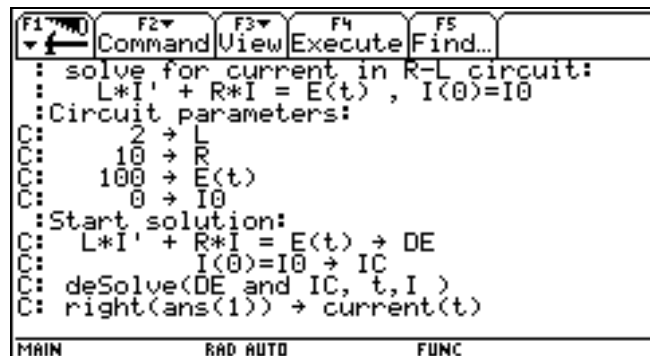 F1 F2 F3 F4 F5
Command View Execute Find...
: solve for current in R-L circuit:
: L*I' + R*I = E(t) , I(0)=I0
:Circuit parameters:
C: 2 → L
C: 10 → R
C: 100 → E(t)
C: 0 → I0
:Start solution:
C: L*I' + R*I = E(t) → DE
C: I(0)=I0 → IC
C: deSolve(DE and IC, t,I )
C: right(ans(1)) → current(t)
MAIN RAD AUTO FUNC